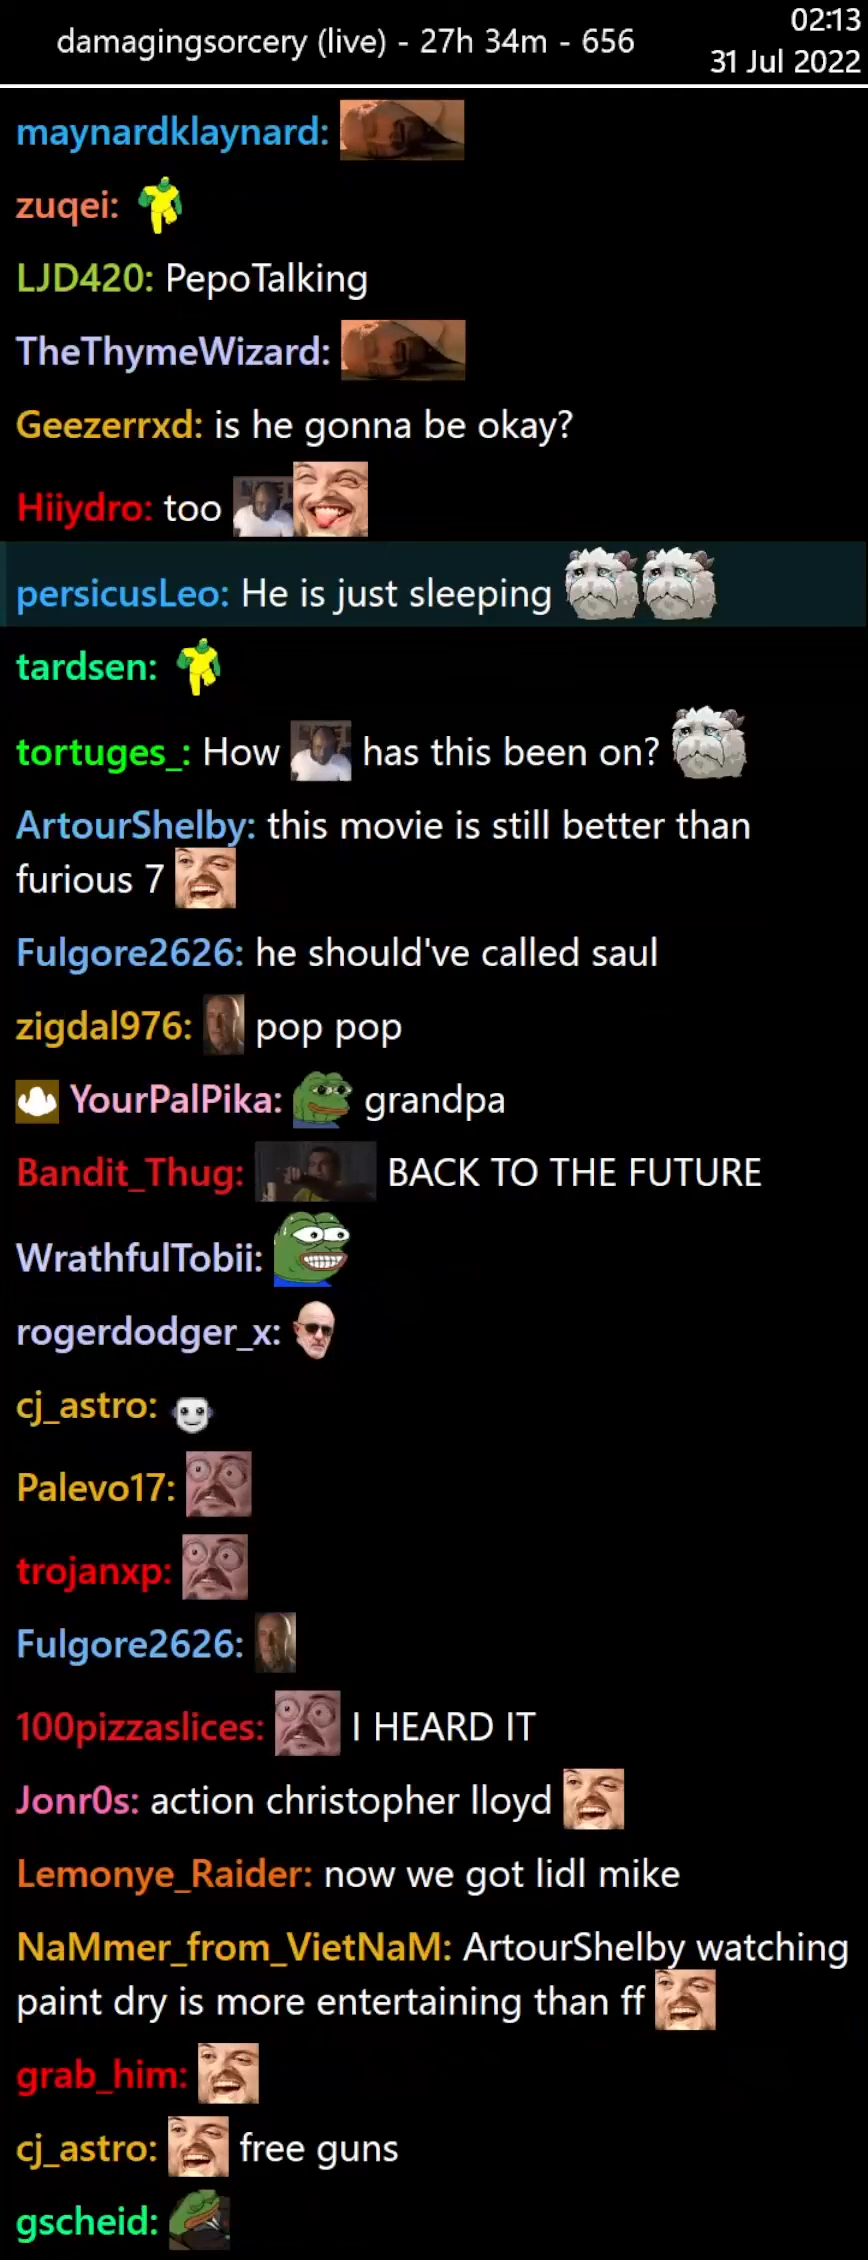 damagingsorcery (live) - 27h 34m - 656
02:13
31 Jul 2022
maynardklaynard:
zuqei:
LJD420: PepoTalking
TheThymeWizard:
Geezerrxd: is he gonna be okay?
Hiiydro: too
persicusLeo: He is just sleeping
tardsen:
tortuges_: How has this been on?
ArtourShelby: this movie is still better than
furious 7
Fulgore2626: he should've called saul
zigdal976: pop pop
YourPalPika: grandpa
Bandit_Thug: BACK TO THE FUTURE
WrathfulTobii:
rogerdodger_x:
cj_astro:
Palevo17:
trojanxp:
Fulgore2626:
100pizzaslices: I HEARD IT
Jonr0s: action christopher lloyd
Lemonye_Raider: now we got lidl mike
NaMmer_from_VietNaM: ArtourShelby watching
paint dry is more entertaining than ff
grab_him:
cj_astro: free guns
gscheid: